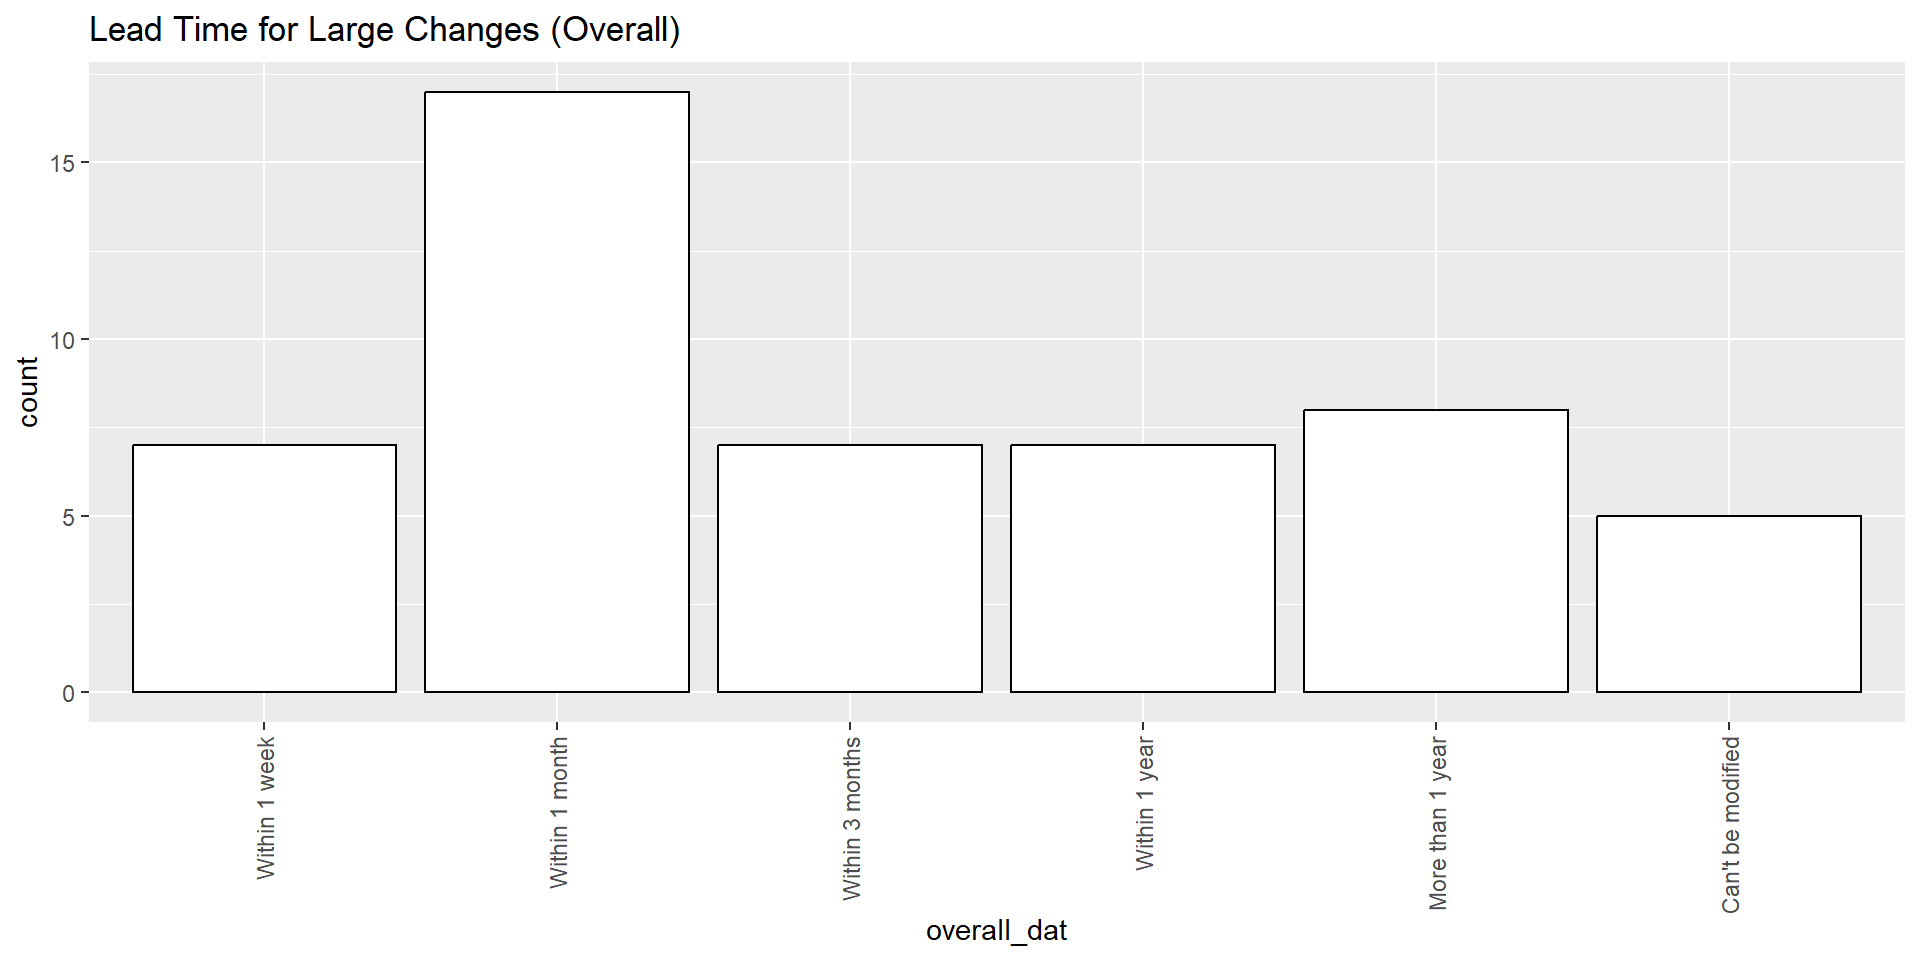 Lead Time for Large Changes (Overall)
count
15
10
5
0
Within 1 week
Within 1 month
Within 3 months
Within 1 year
More than 1 year
Can't be modified
overall_dat